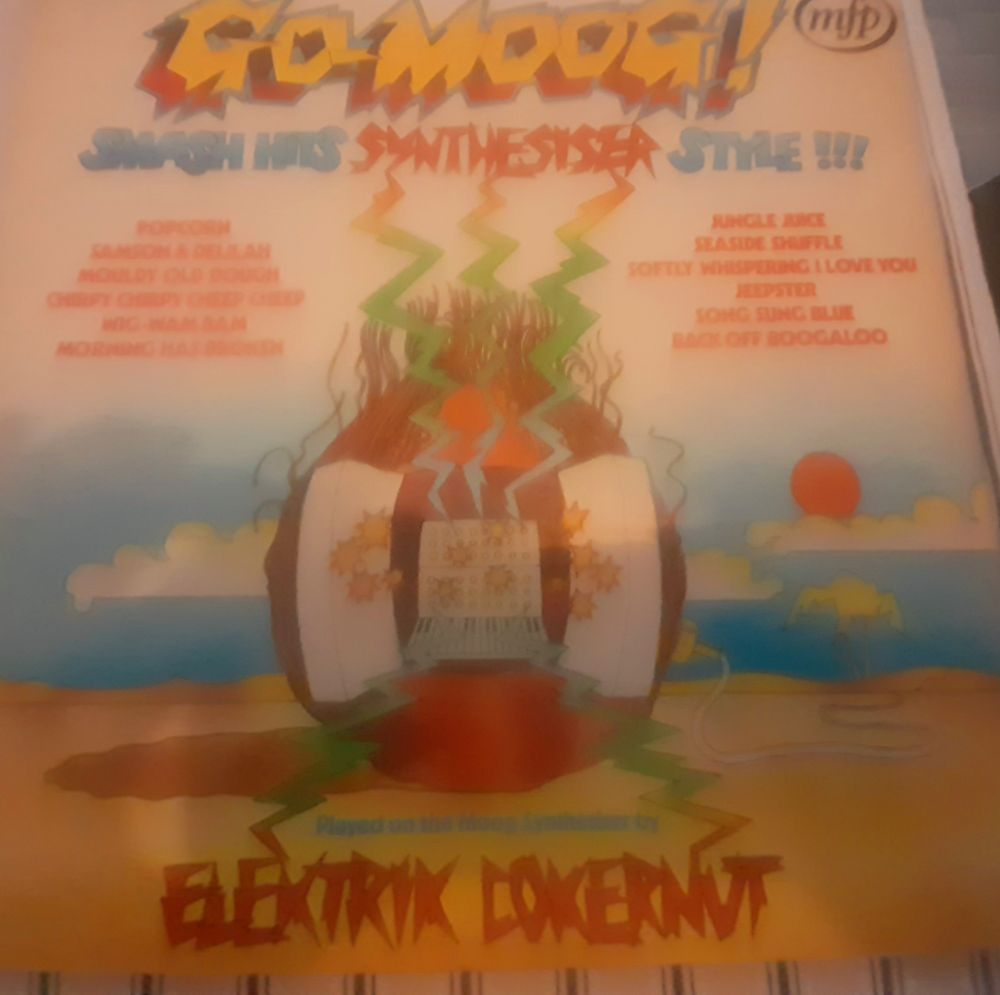 GO-MOOG!
mfp
SMASH HITS SYNTHESISER STYLE !!!
POPCORN
SAMSON & DELILAH
MOULDY OLD DOUGH
CHIRPY CHIRPY CHEEP CHEEP
WIG-WAM BAM
MORNING HAS BROKEN
JUNGLE JUICE
SEASIDE SHUFFLE
SOFTLY WHISPERING I LOVE YOU
JEEPSTER
SONG SUNG BLUE
BACK OFF BOOGALOO
Played on the Moog Synthesiser by
ELEKTRIK COKERNUT